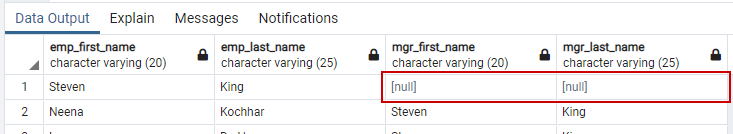 Data Output Explain Messages Notifications
emp_first_name emp_last_name mgr_first_name mgr_last_name
character varying (20) character varying (25) character varying (20) character varying (25)
1 Steven King [null] [null]
2 Neena Kochhar Steven King